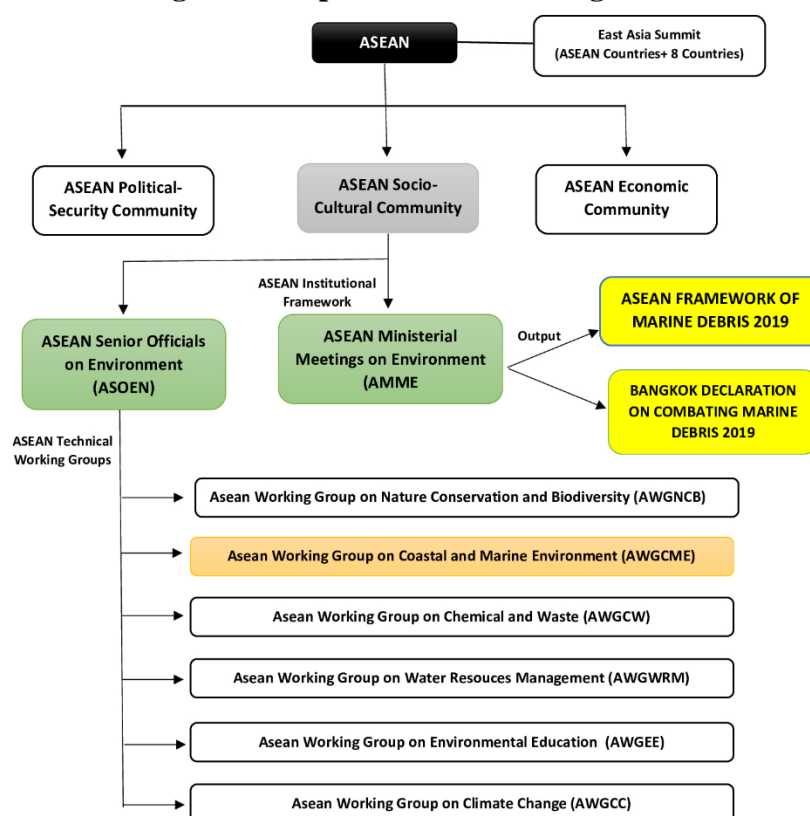 ASEAN
East Asia Summit
(ASEAN Countries+ 8 Countries)
ASEAN Political-
Security Community
ASEAN Socio-
Cultural Community
ASEAN Economic
Community
ASEAN Institutional
Framework
ASEAN Senior Officials
on Environment
(ASOEN)
ASEAN Ministerial
Meetings on Environment
(AMME
Output
ASEAN FRAMEWORK OF
MARINE DEBRIS 2019
BANGKOK DECLARATION
ON COMBATING MARINE
DEBRIS 2019
ASEAN Technical
Working Groups
Asean Working Group on Nature Conservation and Biodiversity (AWGNCB)
Asean Working Group on Coastal and Marine Environment (AWGCME)
Asean Working Group on Chemical and Waste (AWGCW)
Asean Working Group on Water Resouces Management (AWGWRM)
Asean Working Group on Environmental Education (AWGEE)
Asean Working Group on Climate Change (AWGCC)